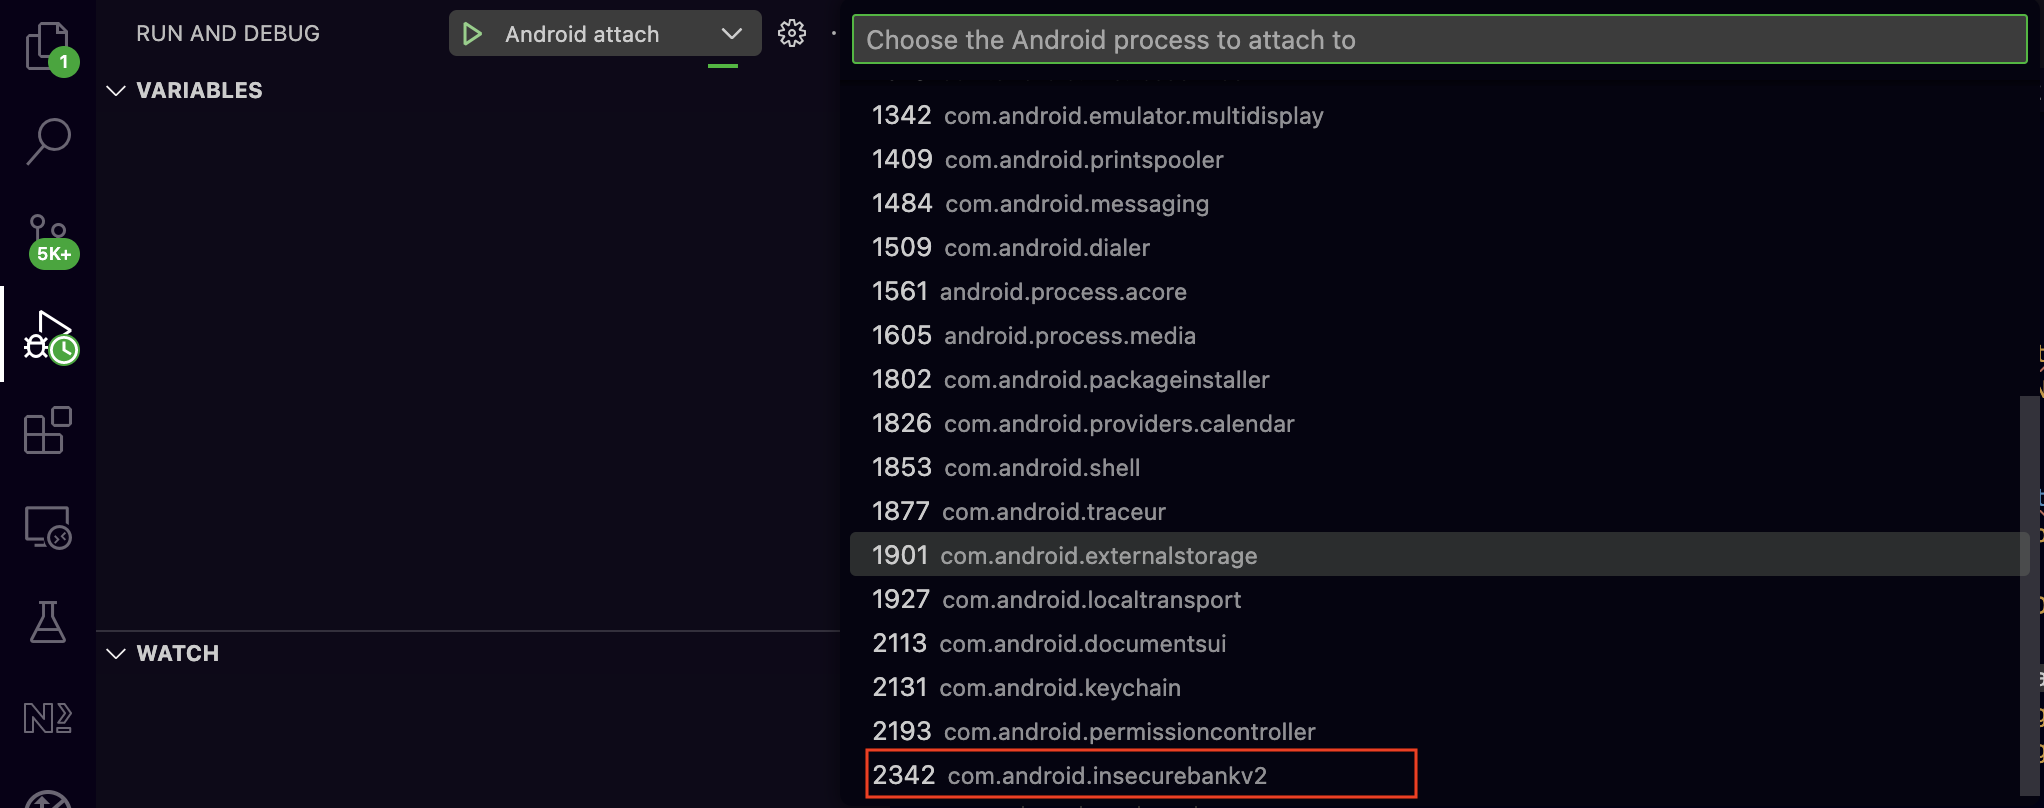 RUN AND DEBUG
Android attach
Choose the Android process to attach to
1
VARIABLES
1342 com.android.emulator.multidisplay
1409 com.android.printspooler
1484 com.android.messaging
1509 com.android.dialer
5K+
1561 android.process.acore
1605 android.process.media
1802 com.android.packageinstaller
1826 com.android.providers.calendar
1853 com.android.shell
1877 com.android.traceur
1901 com.android.externalstorage
1927 com.android.localtransport
2113 com.android.documentsui
WATCH
2131 com.android.keychain
2193 com.android.permissioncontroller
2342 com.android.insecurebankv2